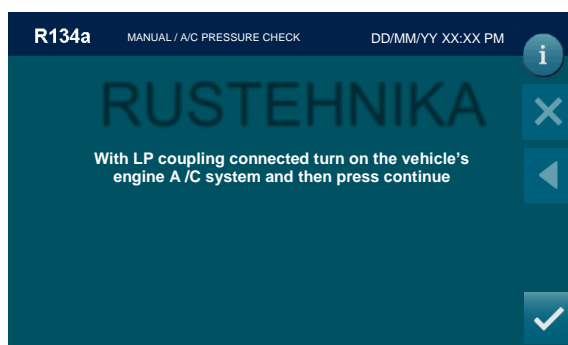 R134a MANUAL / A/C PRESSURE CHECK DD/MM/YY XX:XX PM
i
RUSTEHNIKA
With LP coupling connected turn on the vehicle's
engine A /C system and then press continue